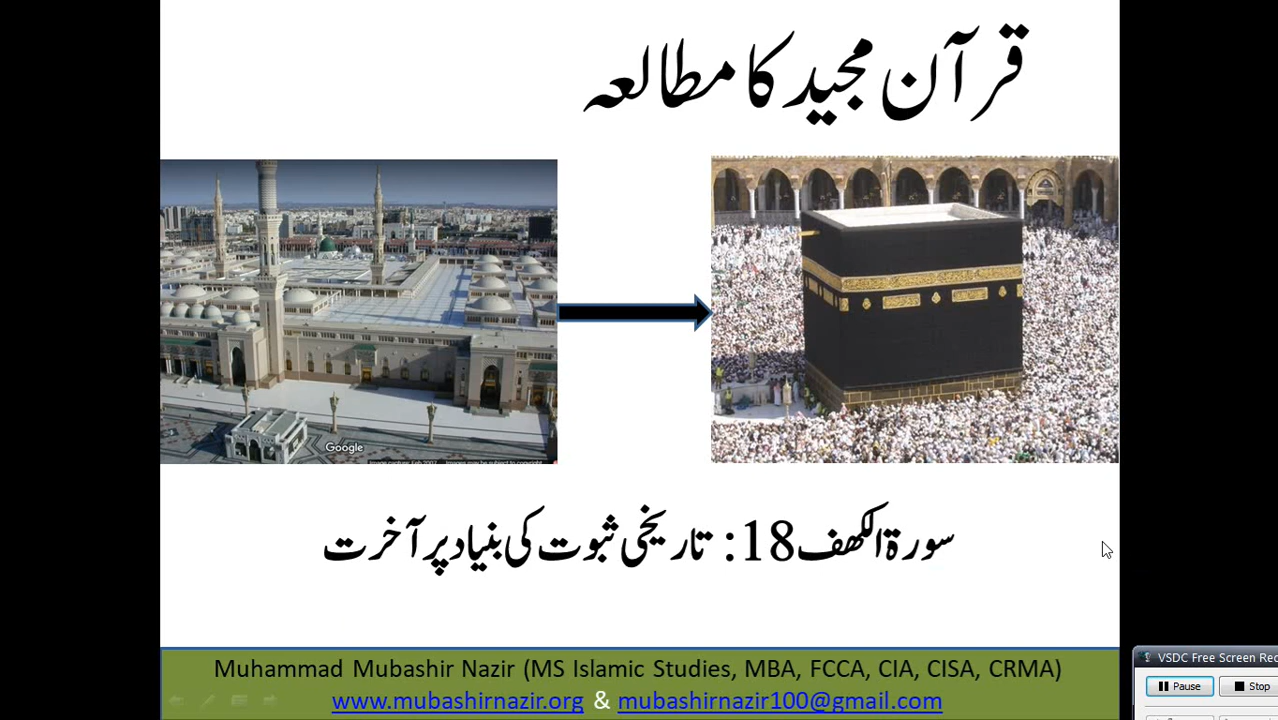 قرآن مجید کا مطالعہ
Google
سورۃ الکھف 18: تاریخی ثبوت کی بنیاد پر آخرت
Muhammad Mubashir Nazir (MS Islamic Studies, MBA, FCCA, CIA, CISA, CRMA)
www.mubashirnazir.org & mubashirnazir100@gmail.com
VSDC Free Screen Rec
Pause
Stop